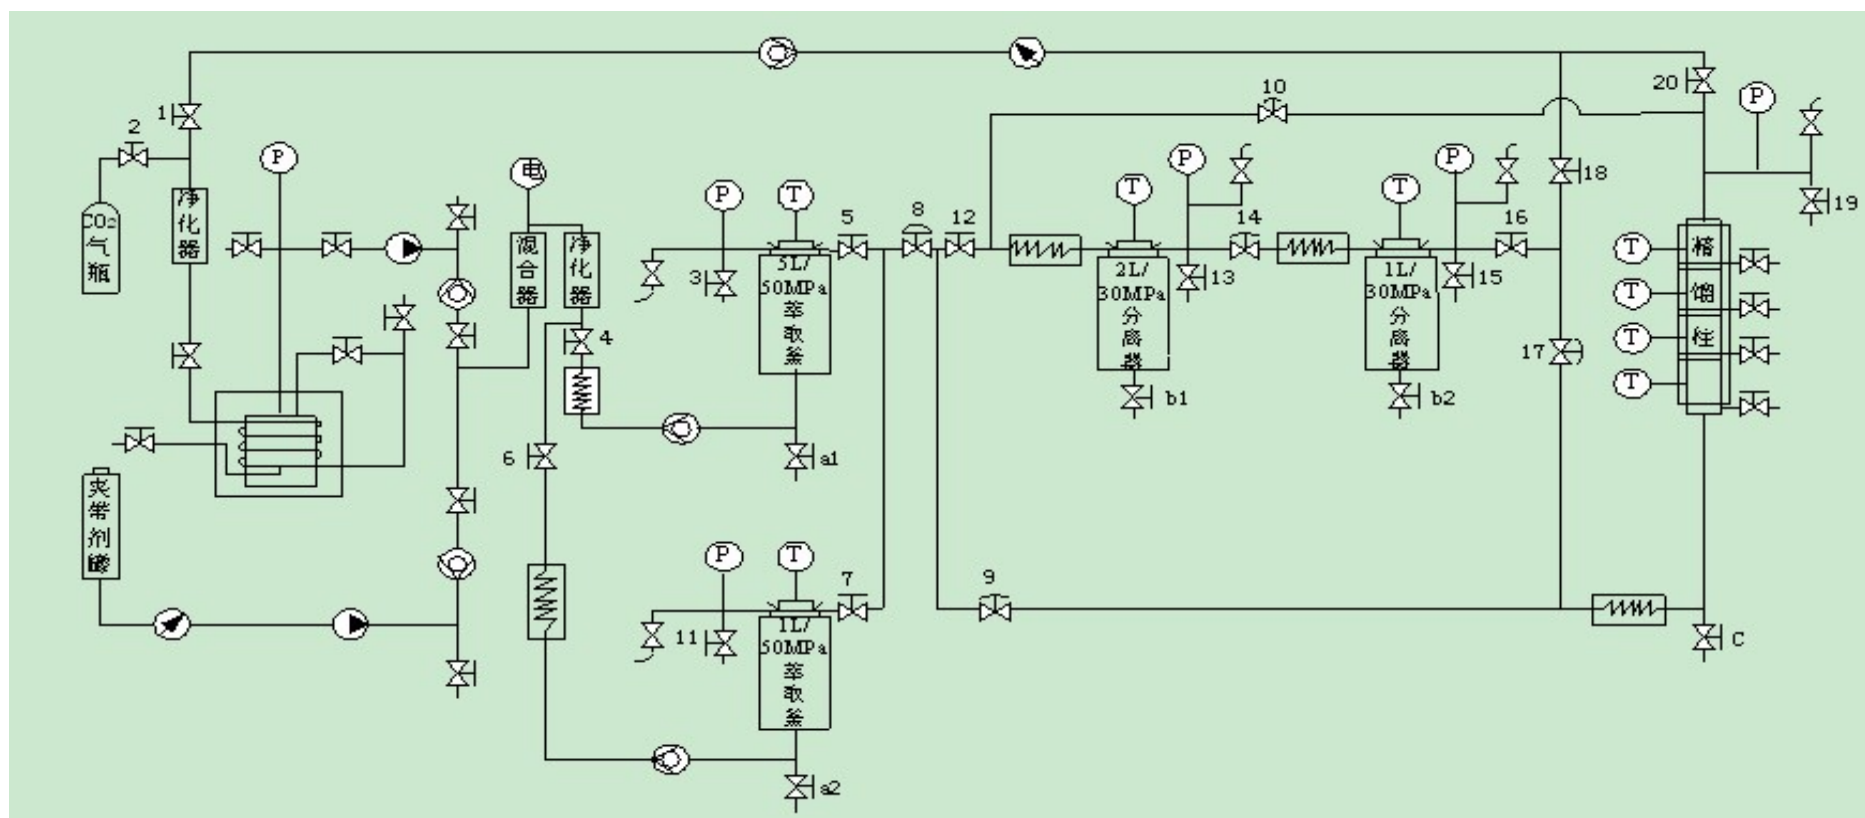 10
20
P
1
2
P
电
P
T
5
8
12
T
P
14
T
P
16
18
19
CO₂
气
瓶
净
化
器
混
合
器
净
化
器
3
5L/
50MPa
萃
取
釜
2L/
30MPa
分
离
器
13
1L/
30MPa
分
离
器
15
T
精
T
馏
T
柱
T
4
17
b1
b2
6
a1
夹
带
剂
罐
P
T
7
9
11
1L/
50MPa
萃
取
釜
C
a2